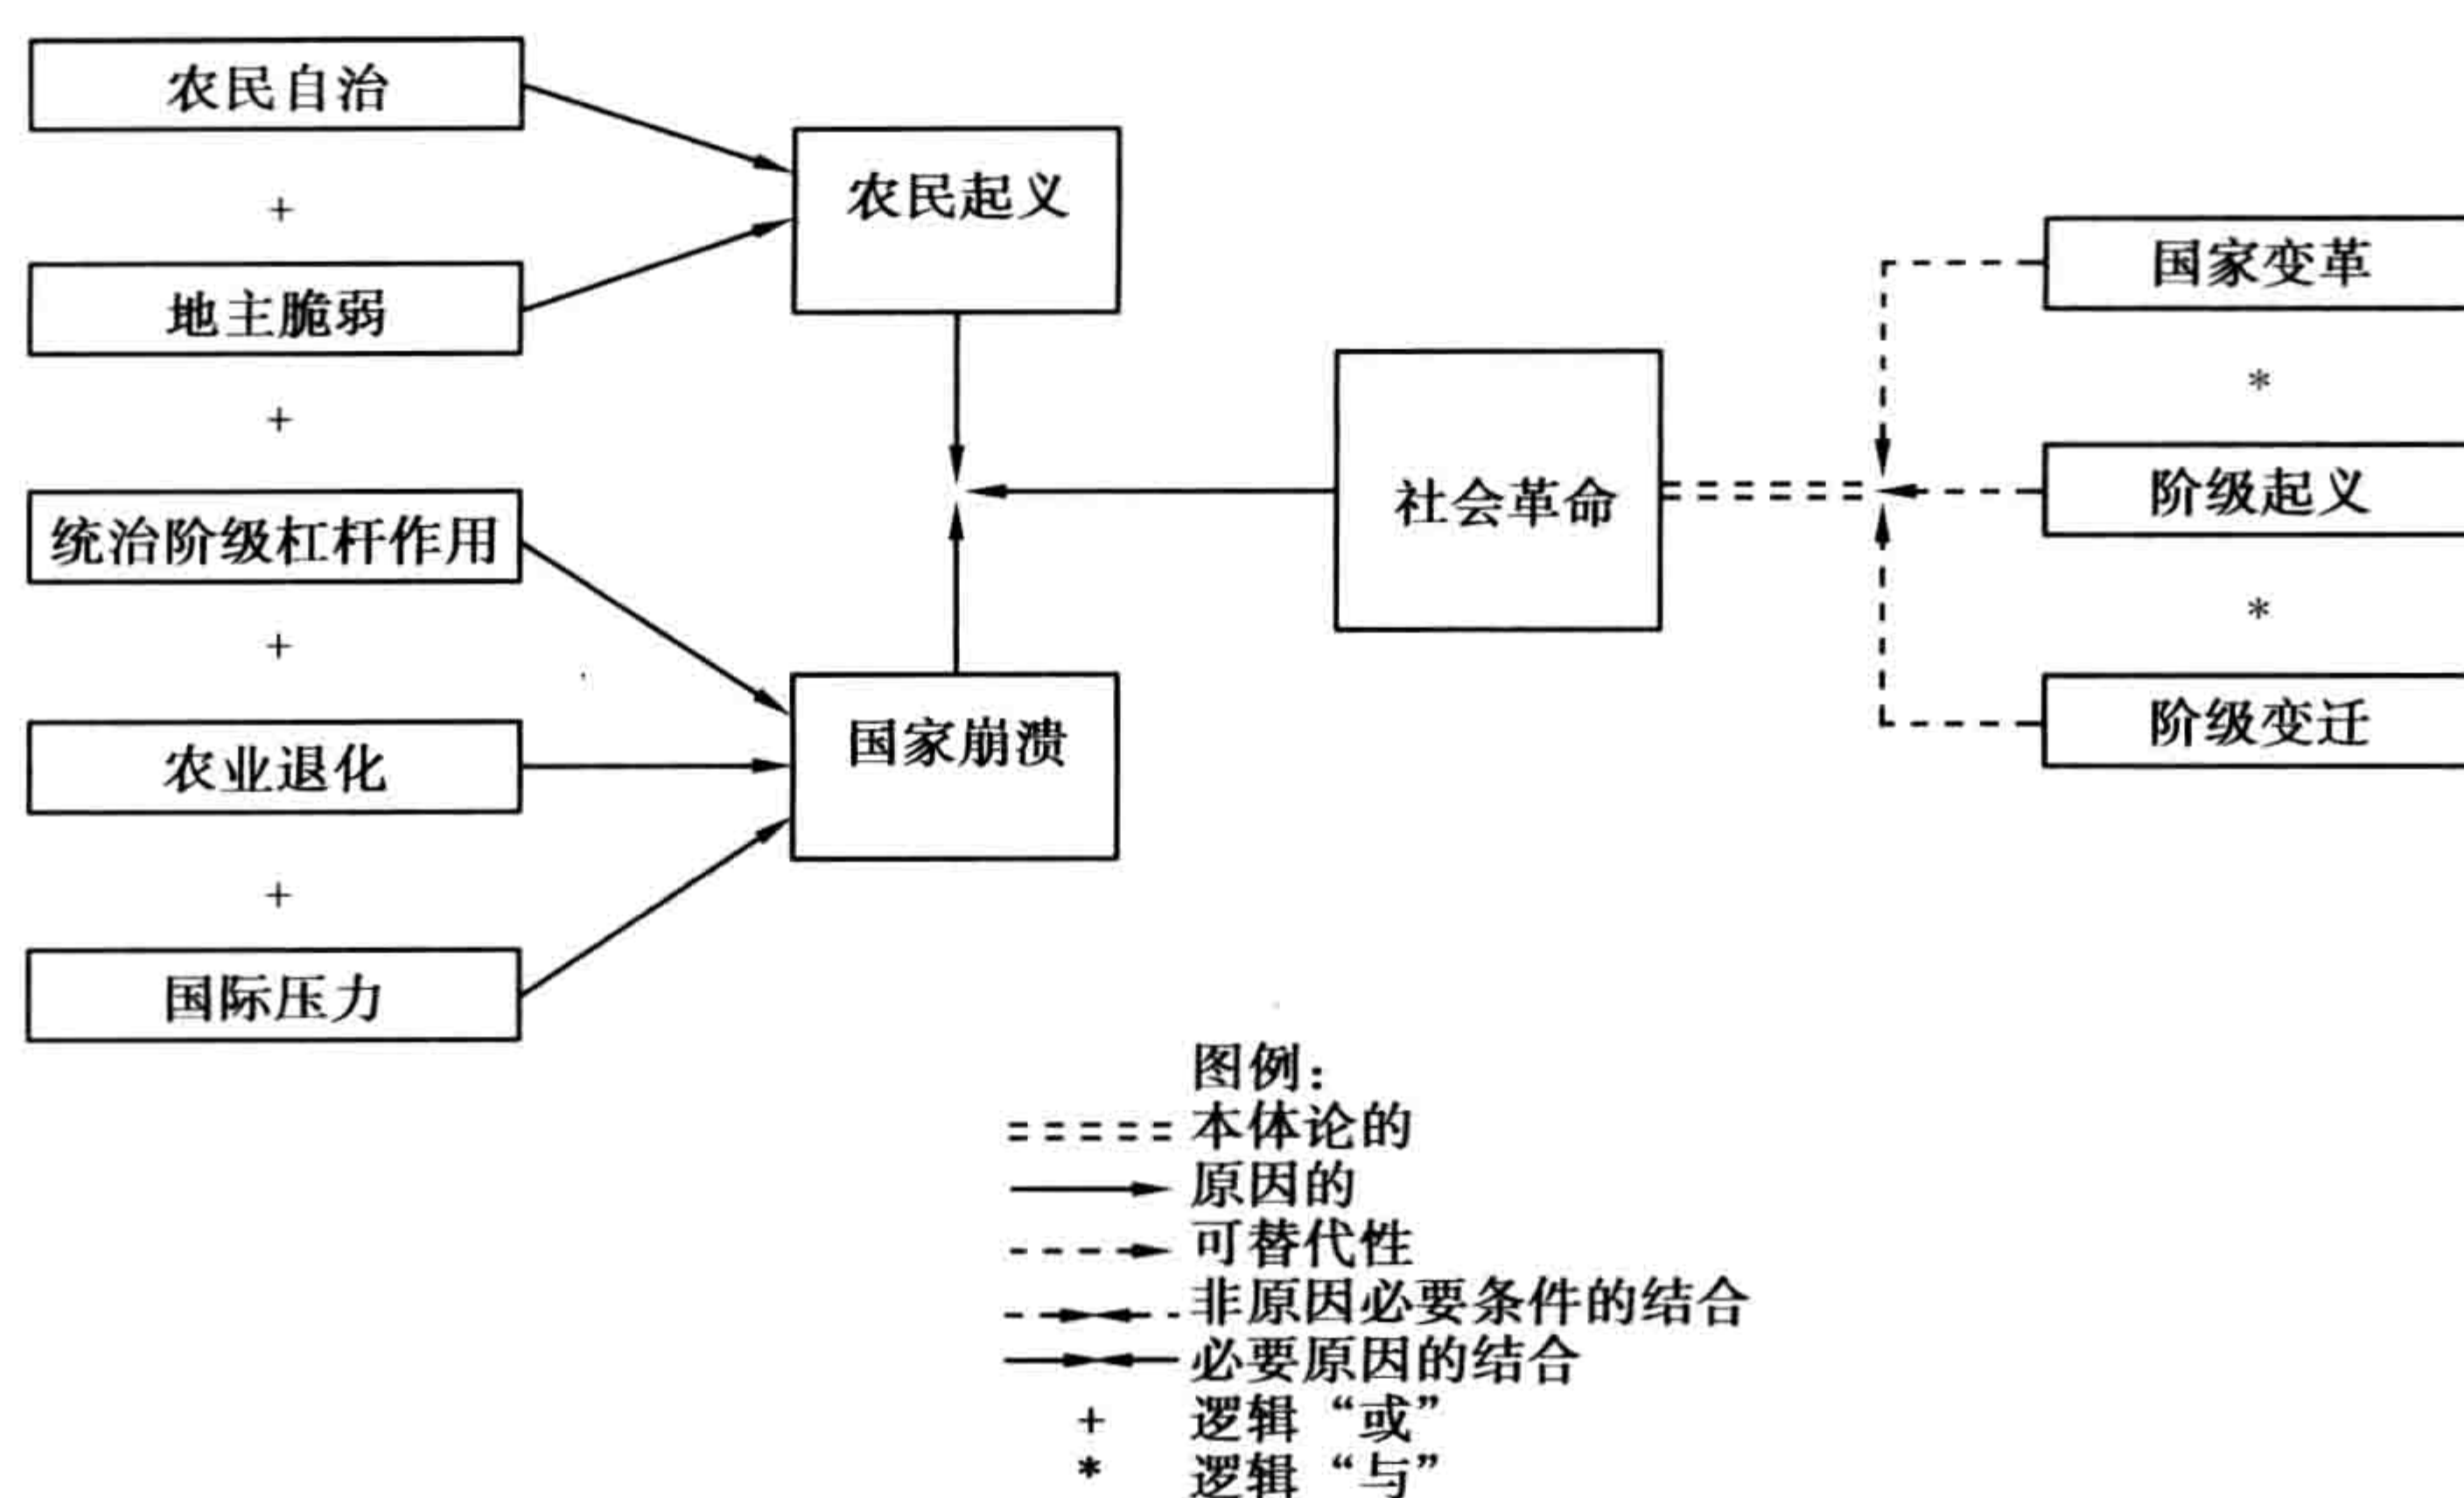 农民自治
+
地主脆弱
+
统治阶级杠杆作用
+
农业退化
+
国际压力
农民起义
国家崩溃
社会革命
国家变革
*
阶级起义
*
阶级变迁
图例：
本体论的
原因的
可替代性
非原因必要条件的结合
必要原因的结合
+ 逻辑“或”
* 逻辑“与”